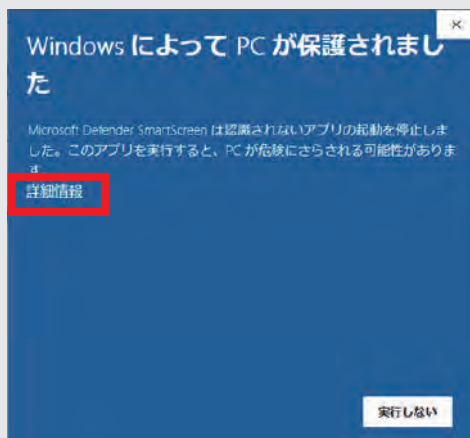 ×
Windows によって PC が保護されまし
た
Microsoft Defender SmartScreen は認識されないアプリの起動を停止しま
した。このアプリを実行すると、PC が危険にさらされる可能性がありま
す。
詳細情報
実行しない